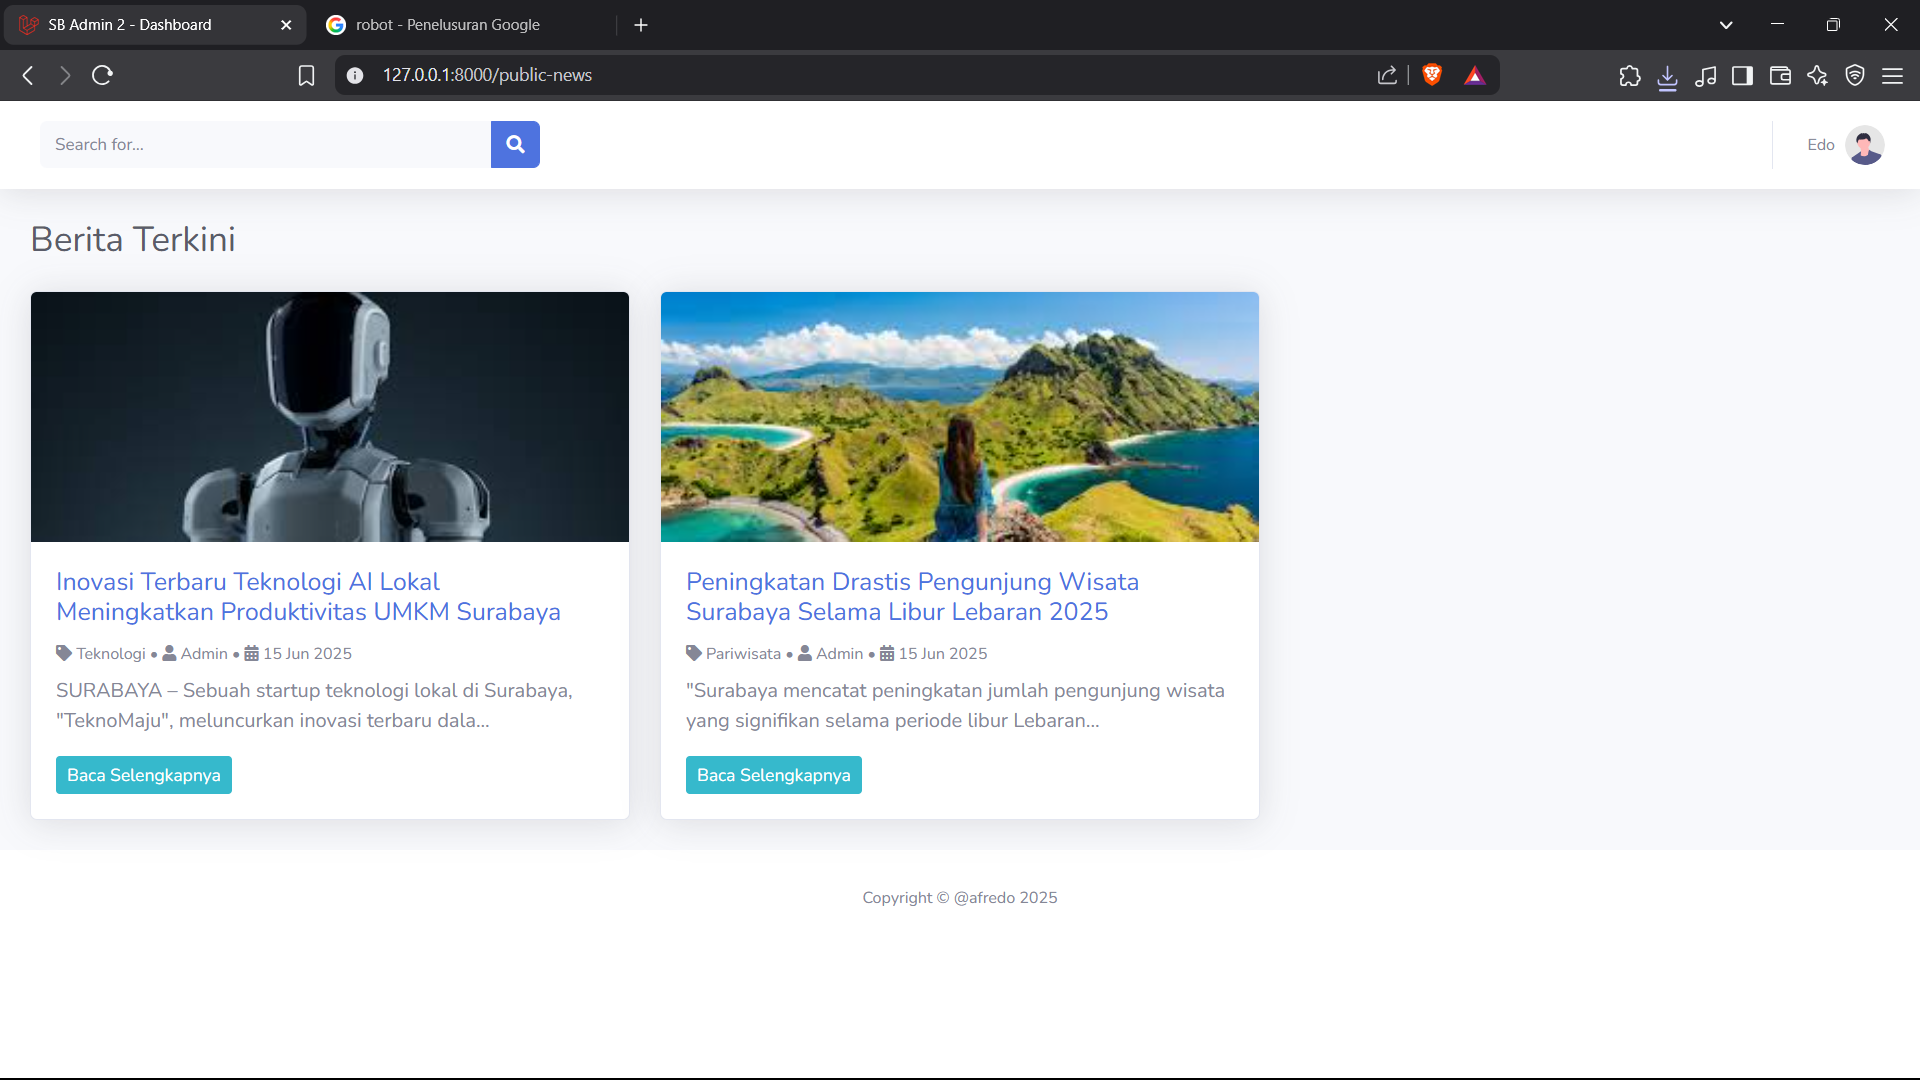 SB Admin 2 - Dashboard
robot - Penelusuran Google
127.0.0.1:8000/public-news
Search for...
Edo
Berita Terkini
Inovasi Terbaru Teknologi AI Lokal
Meningkatkan Produktivitas UMKM Surabaya
Teknologi • Admin • 15 Jun 2025
SURABAYA – Sebuah startup teknologi lokal di Surabaya,
"TeknoMaju", meluncurkan inovasi terbaru dala...
Baca Selengkapnya
Peningkatan Drastis Pengunjung Wisata
Surabaya Selama Libur Lebaran 2025
Pariwisata • Admin • 15 Jun 2025
"Surabaya mencatat peningkatan jumlah pengunjung wisata
yang signifikan selama periode libur Lebaran...
Baca Selengkapnya
Copyright © @afredo 2025